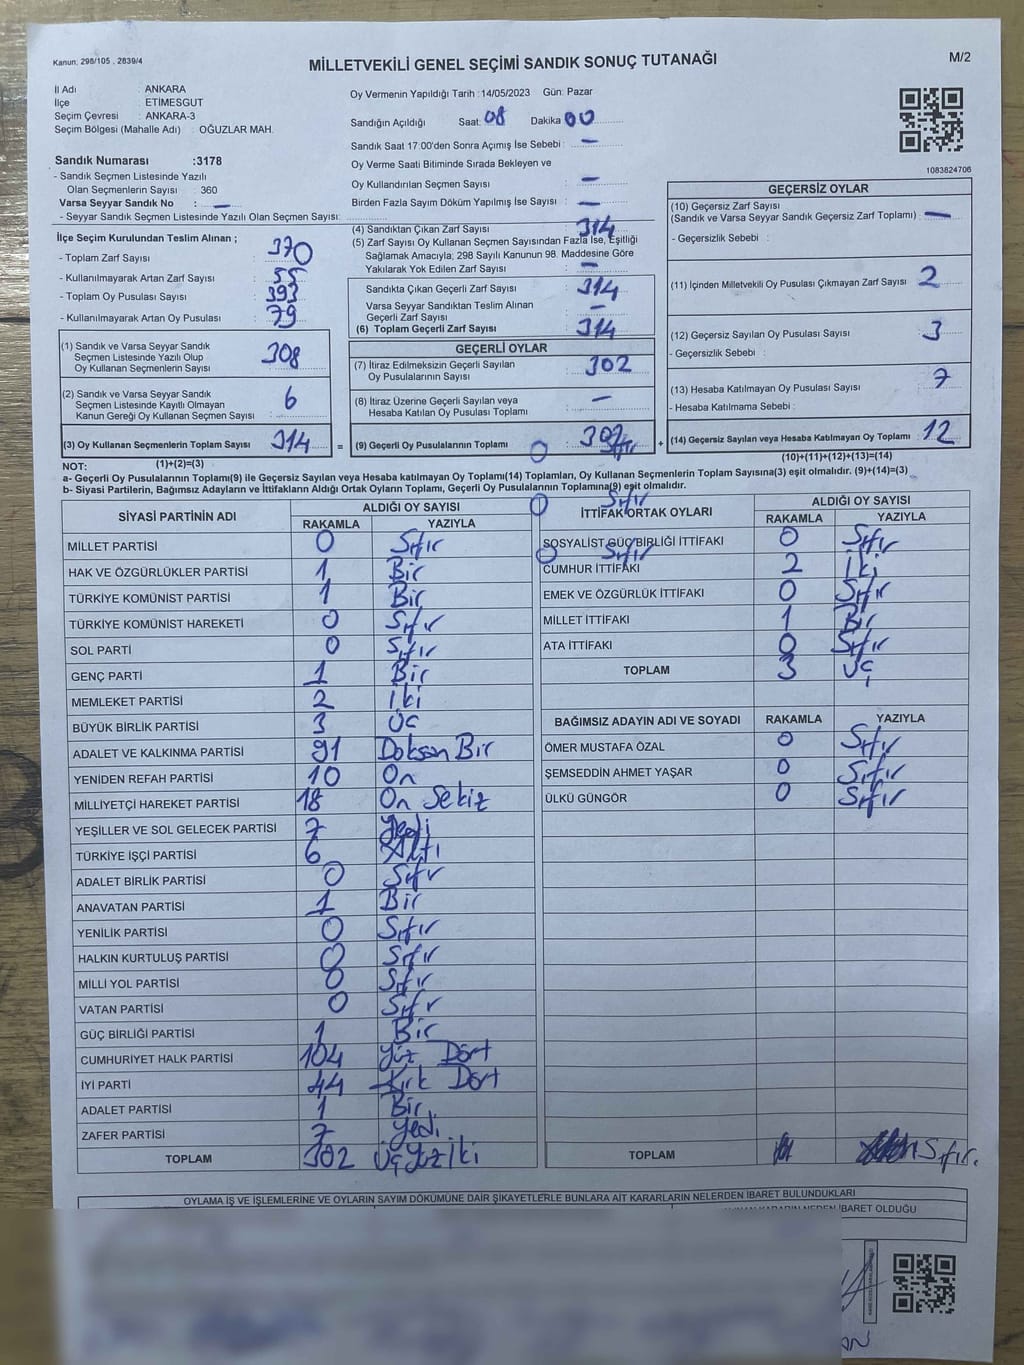 Kanun: 298/105 , 2839/4
MİLLETVEKİLİ GENEL SEÇİMİ SANDIK SONUÇ TUTANAĞI
M/2
İl Adı : ANKARA
İlçe : ETİMESGUT
Seçim Çevresi : ANKARA-3
Seçim Bölgesi (Mahalle Adı) : OĞUZLAR MAH.
Sandık Numarası :3178
- Sandık Seçmen Listesinde Yazılı
Olan Seçmenlerin Sayısı : 360
Varsa Seyyar Sandık No : —
- Seyyar Sandık Seçmen Listesinde Yazılı Olan Seçmen Sayısı:
Oy Vermenin Yapıldığı Tarih :14/05/2023 Gün: Pazar
Sandığın Açıldığı Saat: 08 Dakika 00
Sandık Saat 17:00'den Sonra Açımış İse Sebebi : —
Oy Verme Saati Bitiminde Sırada Bekleyen ve
Oy Kullandırılan Seçmen Sayısı : —
Birden Fazla Sayım Döküm Yapılmış İse Sayısı : —
1083824706
İlçe Seçim Kurulundan Teslim Alınan ;
- Toplam Zarf Sayısı : 370
- Kullanılmayarak Artan Zarf Sayısı : 55
- Toplam Oy Pusulası Sayısı : 393
- Kullanılmayarak Artan Oy Pusulası : 79
(4) Sandıktan Çıkan Zarf Sayısı : 314
(5) Zarf Sayısı Oy Kullanan Seçmen Sayısından Fazla İse, Eşitliği
Sağlamak Amacıyla; 298 Sayılı Kanunun 98. Maddesine Göre
Yakılarak Yok Edilen Zarf Sayısı : —
Sandıkta Çıkan Geçerli Zarf Sayısı : 314
Varsa Seyyar Sandıktan Teslim Alınan
Geçerli Zarf Sayısı : —
(6) Toplam Geçerli Zarf Sayısı : 314
GEÇERSİZ OYLAR
(10) Geçersiz Zarf Sayısı
(Sandık ve Varsa Seyyar Sandık Geçersiz Zarf Toplamı) : —
- Geçersizlik Sebebi :
(11) İçinden Milletvekili Oy Pusulası Çıkmayan Zarf Sayısı : 2
(12) Geçersiz Sayılan Oy Pusulası Sayısı : 3
- Geçersizlik Sebebi :
(13) Hesaba Katılmayan Oy Pusulası Sayısı : 7
- Hesaba Katılmama Sebebi :
(14) Geçersiz Sayılan veya Hesaba Katılmayan Oy Toplamı : 12
(10)+(11)+(12)+(13)=(14)
(1) Sandık ve Varsa Seyyar Sandık
Seçmen Listesinde Yazılı Olup
Oy Kullanan Seçmenlerin Sayısı : 308
(2) Sandık ve Varsa Seyyar Sandık
Seçmen Listesinde Kayıtlı Olmayan
Kanun Gereği Oy Kullanan Seçmen Sayısı : 6
(3) Oy Kullanan Seçmenlerin Toplam Sayısı : 314 =
(1)+(2)=(3)
GEÇERLİ OYLAR
(7) İtiraz Edilmeksizin Geçerli Sayılan
Oy Pusulalarının Sayısı : 302
(8) İtiraz Üzerine Geçerli Sayılan veya
Hesaba Katılan Oy Pusulası Toplamı : —
(9) Geçerli Oy Pusulalarının Toplamı : 302 +
0 Sıfır
NOT:
a- Geçerli Oy Pusulalarının Toplamı(9) ile Geçersiz Sayılan veya Hesaba katılmayan Oy Toplamı(14) Toplamları, Oy Kullanan Seçmenlerin Toplam Sayısına(3) eşit olmalıdır. (9)+(14)=(3)
b- Siyasi Partilerin, Bağımsız Adayların ve İttifakların Aldığı Ortak Oyların Toplamı, Geçerli Oy Pusulalarının Toplamına(9) eşit olmalıdır.
SİYASİ PARTİNİN ADI ALDIĞI OY SAYISI
RAKAMLA YAZIYLA
MİLLET PARTİSİ 0 Sıfır
HAK VE ÖZGÜRLÜKLER PARTİSİ 1 Bir
TÜRKİYE KOMÜNİST PARTİSİ 1 Bir
TÜRKİYE KOMÜNİST HAREKETİ 0 Sıfır
SOL PARTİ 0 Sıfır
GENÇ PARTİ 1 Bir
MEMLEKET PARTİSİ 2 İki
BÜYÜK BİRLİK PARTİSİ 3 Üç
ADALET VE KALKINMA PARTİSİ 91 Doksan Bir
YENİDEN REFAH PARTİSİ 10 On
MİLLİYETÇİ HAREKET PARTİSİ 18 On Sekiz
YEŞİLLER VE SOL GELECEK PARTİSİ 7 Yedi
TÜRKİYE İŞÇİ PARTİSİ 6 Altı
ADALET BİRLİK PARTİSİ 0 Sıfır
ANAVATAN PARTİSİ 1 Bir
YENİLİK PARTİSİ 0 Sıfır
HALKIN KURTULUŞ PARTİSİ 0 Sıfır
MİLLİ YOL PARTİSİ 0 Sıfır
VATAN PARTİSİ 0 Sıfır
GÜÇ BİRLİĞİ PARTİSİ 1 Bir
CUMHURİYET HALK PARTİSİ 104 Yüz Dört
İYİ PARTİ 44 Kırk Dört
ADALET PARTİSİ 1 Bir
ZAFER PARTİSİ 7 Yedi
TOPLAM 302 Üç Yüz İki
0 Sıfır
İTTİFAK ORTAK OYLARI ALDIĞI OY SAYISI
RAKAMLA YAZIYLA
SOSYALİST GÜÇ BİRLİĞİ İTTİFAKI 0 Sıfır
0 Sıfır
CUMHUR İTTİFAKI 2 İki
EMEK VE ÖZGÜRLÜK İTTİFAKI 0 Sıfır
MİLLET İTTİFAKI 1 Bir
ATA İTTİFAKI 0 Sıfır
TOPLAM 3 Üç
BAĞIMSIZ ADAYIN ADI VE SOYADI RAKAMLA YAZIYLA
ÖMER MUSTAFA ÖZAL 0 Sıfır
ŞEMSEDDİN AHMET YAŞAR 0 Sıfır
ÜLKÜ GÜNGÖR 0 Sıfır
TOPLAM Sıfır.
OYLAMA İŞ VE İŞLEMLERİNE VE OYLARIN SAYIM DÖKÜMÜNE DAİR ŞİKAYETLERLE BUNLARA AİT KARARLARIN NELERDEN İBARET BULUNDUKLARI
İBARET OLDUĞU